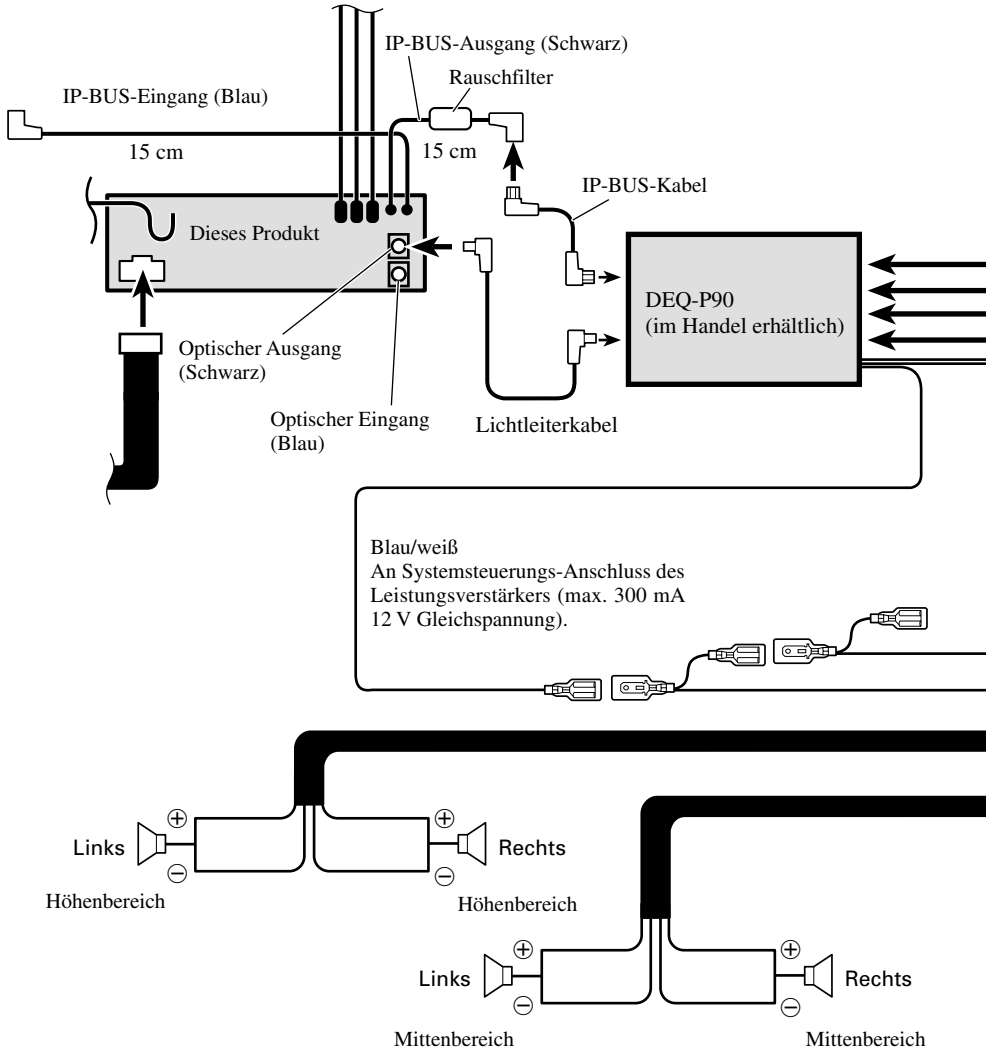 IP-BUS-Ausgang (Schwarz)
Rauschfilter
IP-BUS-Eingang (Blau)
15 cm
15 cm
IP-BUS-Kabel
Dieses Produkt
DEQ-P90
(im Handel erhältlich)
Optischer Ausgang
(Schwarz)
Optischer Eingang
(Blau)
Lichtleiterkabel
Blau/weiß
An Systemsteuerungs-Anschluss des
Leistungsverstärkers (max. 300 mA
12 V Gleichspannung).
⊕
⊕
Links
Rechts
⊖
⊖
Höhenbereich
Höhenbereich
⊕
⊕
Links
Rechts
⊖
⊖
Mittenbereich
Mittenbereich